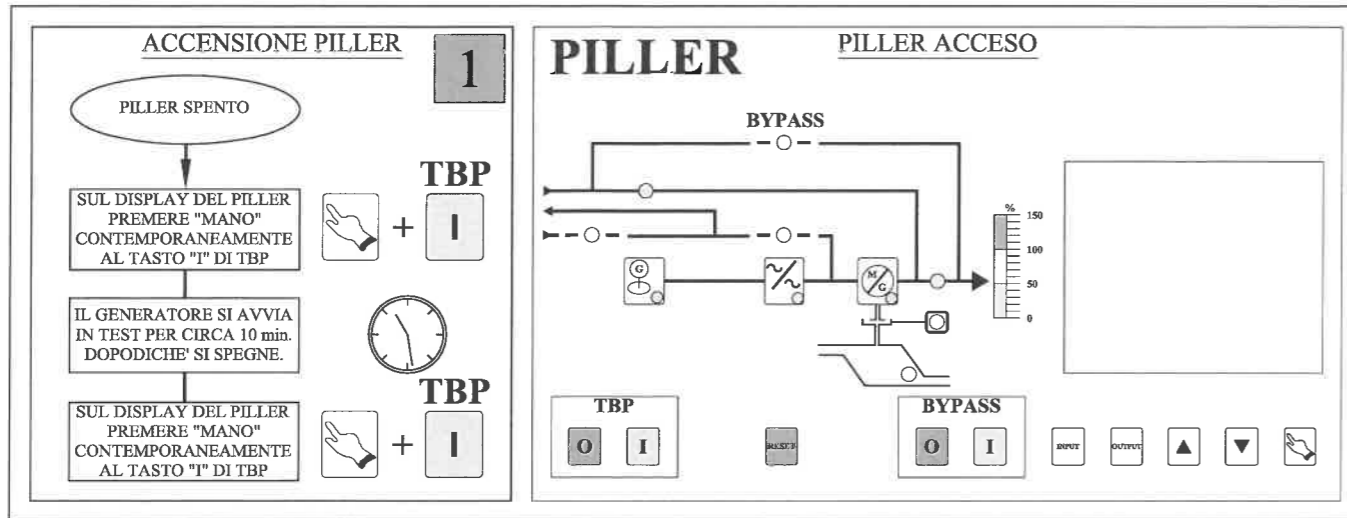 ACCENSIONE PILLER
1
PILLER SPENTO
SUL DISPLAY DEL PILLER
PREMERE "MANO"
CONTEMPORANEAMENTE
AL TASTO "I" DI TBP
TBP
+ I
IL GENERATORE SI AVVIA
IN TEST PER CIRCA 10 min.
DOPODICHE' SI SPEGNE.
SUL DISPLAY DEL PILLER
PREMERE "MANO"
CONTEMPORANEAMENTE
AL TASTO "I" DI TBP
TBP
+ I
PILLER
PILLER ACCESO
BYPASS
%
150
100
50
0
G
M
G
TBP
O I
RESET
BYPASS
O I
INPUT
OUTPUT